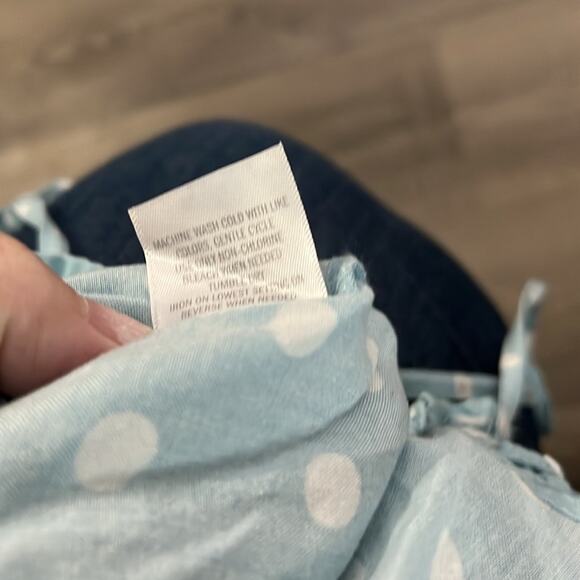 MACHINE WASH COLD WITH LIKE
COLORS, GENTLE CYCLE
USE ONLY NON-CHLORINE
BLEACH WHEN NEEDED
TUMBLE DRY
IRON ON LOWEST SETTING ON
REVERSE WHEN NEEDED